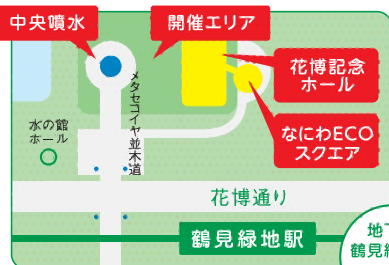 中央噴水
開催エリア
花博記念
ホール
メタセコイヤ並木道
水の館
ホール
なにわECO
スクエア
花博通り
鶴見緑地駅
地下
鶴見緑